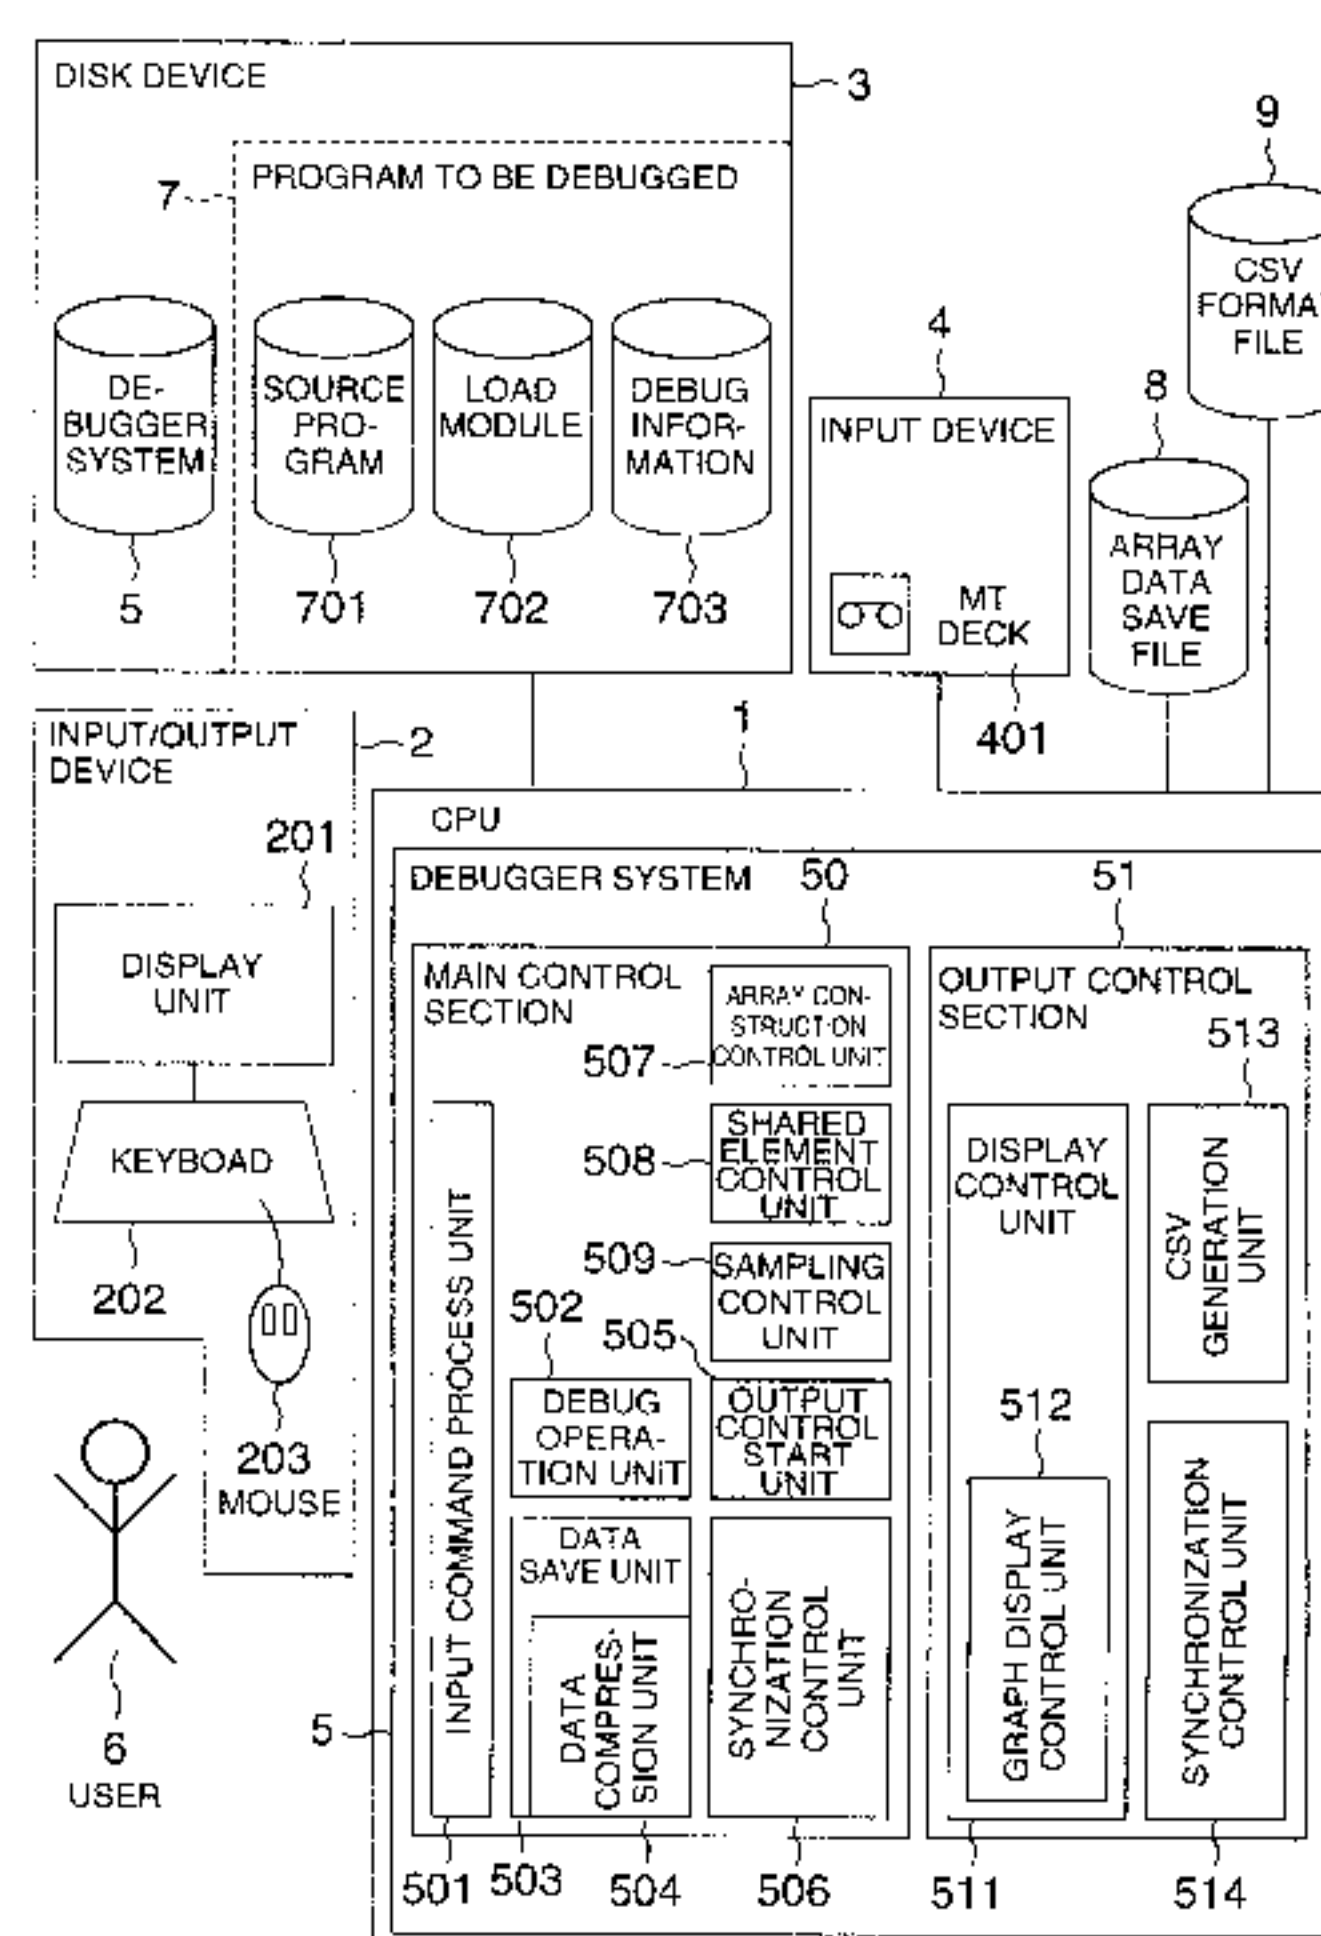 DISK DEVICE
3
7
PROGRAM TO BE DEBUGGED
DE-
BUGGER
SYSTEM
5
SOURCE
PRO-
GRAM
701
LOAD
MODULE
702
DEBUG
INFOR-
MATION
703
4
INPUT DEVICE
MT
DECK
401
8
ARRAY
DATA
SAVE
FILE
9
CSV
FORMA
FILE
INPUT/OUTPUT
DEVICE
2
201
DISPLAY
UNIT
KEYBOAD
202
203
MOUSE
6
USER
1
CPU
DEBUGGER SYSTEM
5
50
MAIN CONTROL
SECTION
ARRAY CON-
STRUCTION
CONTROL UNIT
507
SHARED
ELEMENT
CONTROL
UNIT
508
509
SAMPLING
CONTROL
UNIT
502
DEBUG
OPERA-
TION UNIT
505
OUTPUT
CONTROL
START
UNIT
INPUT COMMAND PROCESS UNIT
501
DATA
SAVE UNIT
503
DATA
COMPRES-
SION UNIT
504
SYNCHRO-
NIZATION
CONTROL
UNIT
506
51
OUTPUT CONTROL
SECTION
513
DISPLAY
CONTROL
UNIT
511
CSV
GENERATION
UNIT
512
GRAPH DISPLAY
CONTROL UNIT
SYNCHRONIZATION
CONTROL UNIT
514